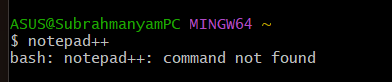 ASUS@SubrahmanyamPC MINGW64 ~
$ notepad++
bash: notepad++: command not found